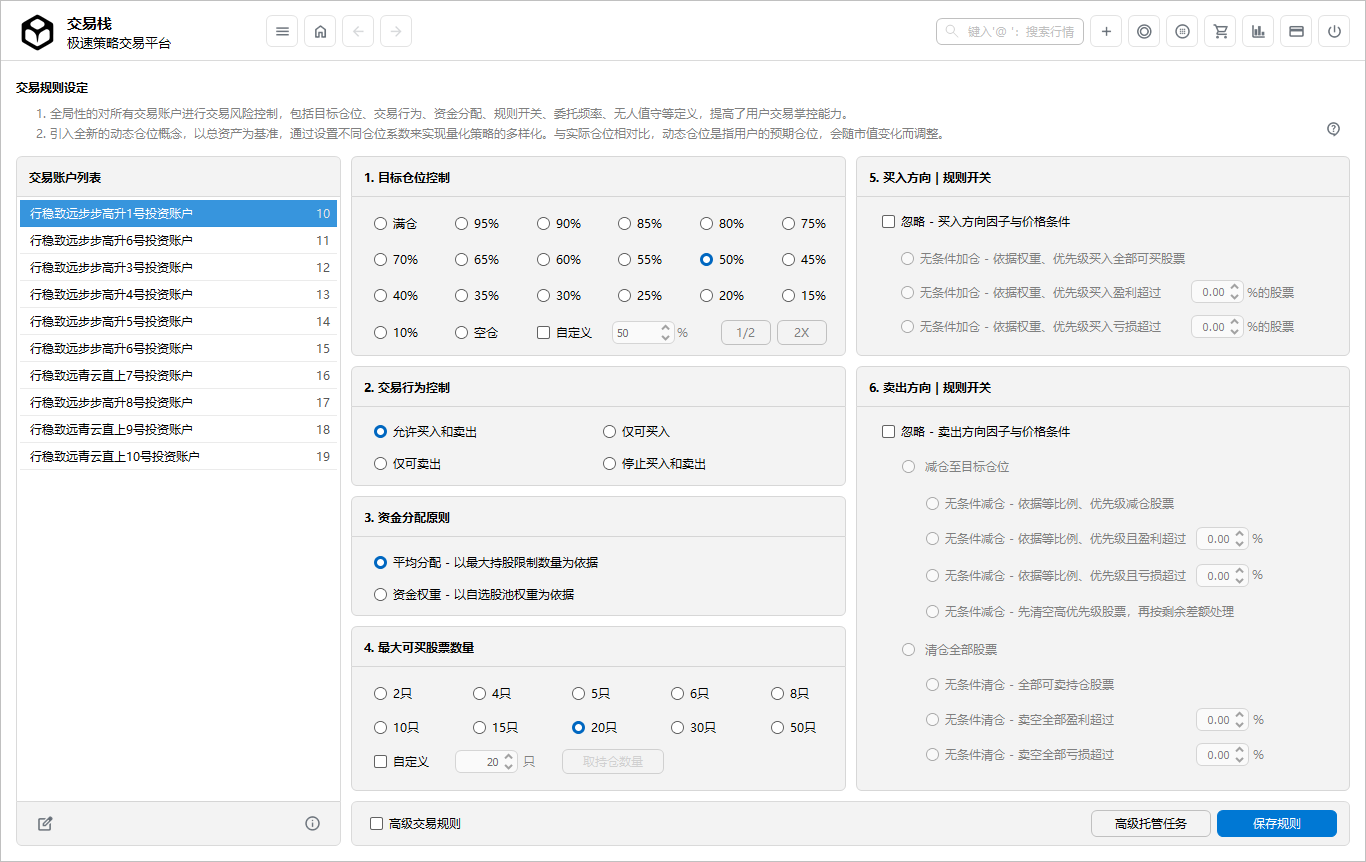 交易栈
极速策略交易平台
键入'@ '：搜索行情
交易规则设定
1. 全局性的对所有交易账户进行交易风险控制，包括目标仓位、交易行为、资金分配、规则开关、委托频率、无人值守等定义，提高了用户交易掌控能力。
2. 引入全新的动态仓位概念，以总资产为基准，通过设置不同仓位系数来实现量化策略的多样化。与实际仓位相对比，动态仓位是指用户的预期仓位，会随市值变化而调整。
交易账户列表
行稳致远步步高升1号投资账户 10
行稳致远步步高升6号投资账户 11
行稳致远步步高升3号投资账户 12
行稳致远步步高升4号投资账户 13
行稳致远步步高升5号投资账户 14
行稳致远步步高升6号投资账户 15
行稳致远青云直上7号投资账户 16
行稳致远步步高升8号投资账户 17
行稳致远青云直上9号投资账户 18
行稳致远青云直上10号投资账户 19
1. 目标仓位控制
满仓 95% 90% 85% 80% 75%
70% 65% 60% 55% 50% 45%
40% 35% 30% 25% 20% 15%
10% 空仓 自定义 50 % 1/2 2X
2. 交易行为控制
允许买入和卖出 仅可买入
仅可卖出 停止买入和卖出
3. 资金分配原则
平均分配 - 以最大持股限制数量为依据
资金权重 - 以自选股池权重为依据
4. 最大可买股票数量
2只 4只 5只 6只 8只
10只 15只 20只 30只 50只
自定义 20 只 取持仓数量
5. 买入方向 | 规则开关
忽略 - 买入方向因子与价格条件
无条件加仓 - 依据权重、优先级买入全部可买股票
无条件加仓 - 依据权重、优先级买入盈利超过 0.00 %的股票
无条件加仓 - 依据权重、优先级买入亏损超过 0.00 %的股票
6. 卖出方向 | 规则开关
忽略 - 卖出方向因子与价格条件
减仓至目标仓位
无条件减仓 - 依据等比例、优先级减仓股票
无条件减仓 - 依据等比例、优先级且盈利超过 0.00 %
无条件减仓 - 依据等比例、优先级且亏损超过 0.00 %
无条件减仓 - 先清空高优先级股票，再按剩余差额处理
清仓全部股票
无条件清仓 - 全部可卖持仓股票
无条件清仓 - 卖空全部盈利超过 0.00 %
无条件清仓 - 卖空全部亏损超过 0.00 %
高级交易规则 高级托管任务 保存规则